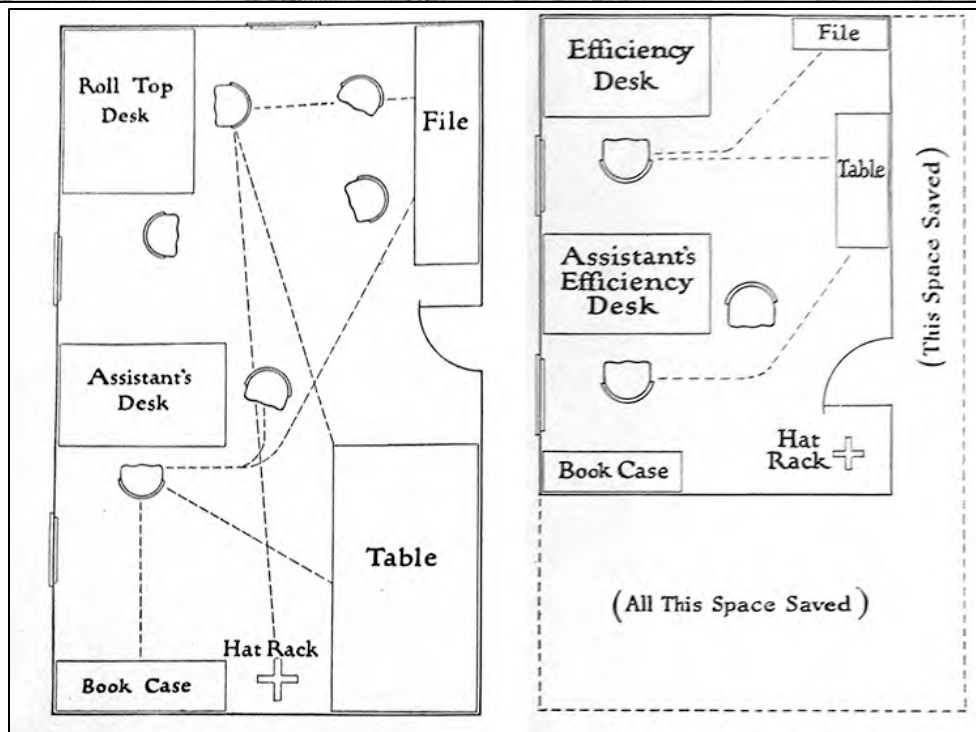 Roll Top
Desk
File
Assistant's
Desk
Table
Hat Rack
Book Case
Efficiency
Desk
File
Table
Assistant's
Efficiency
Desk
Hat
Rack
Book Case
(This Space Saved)
(All This Space Saved)